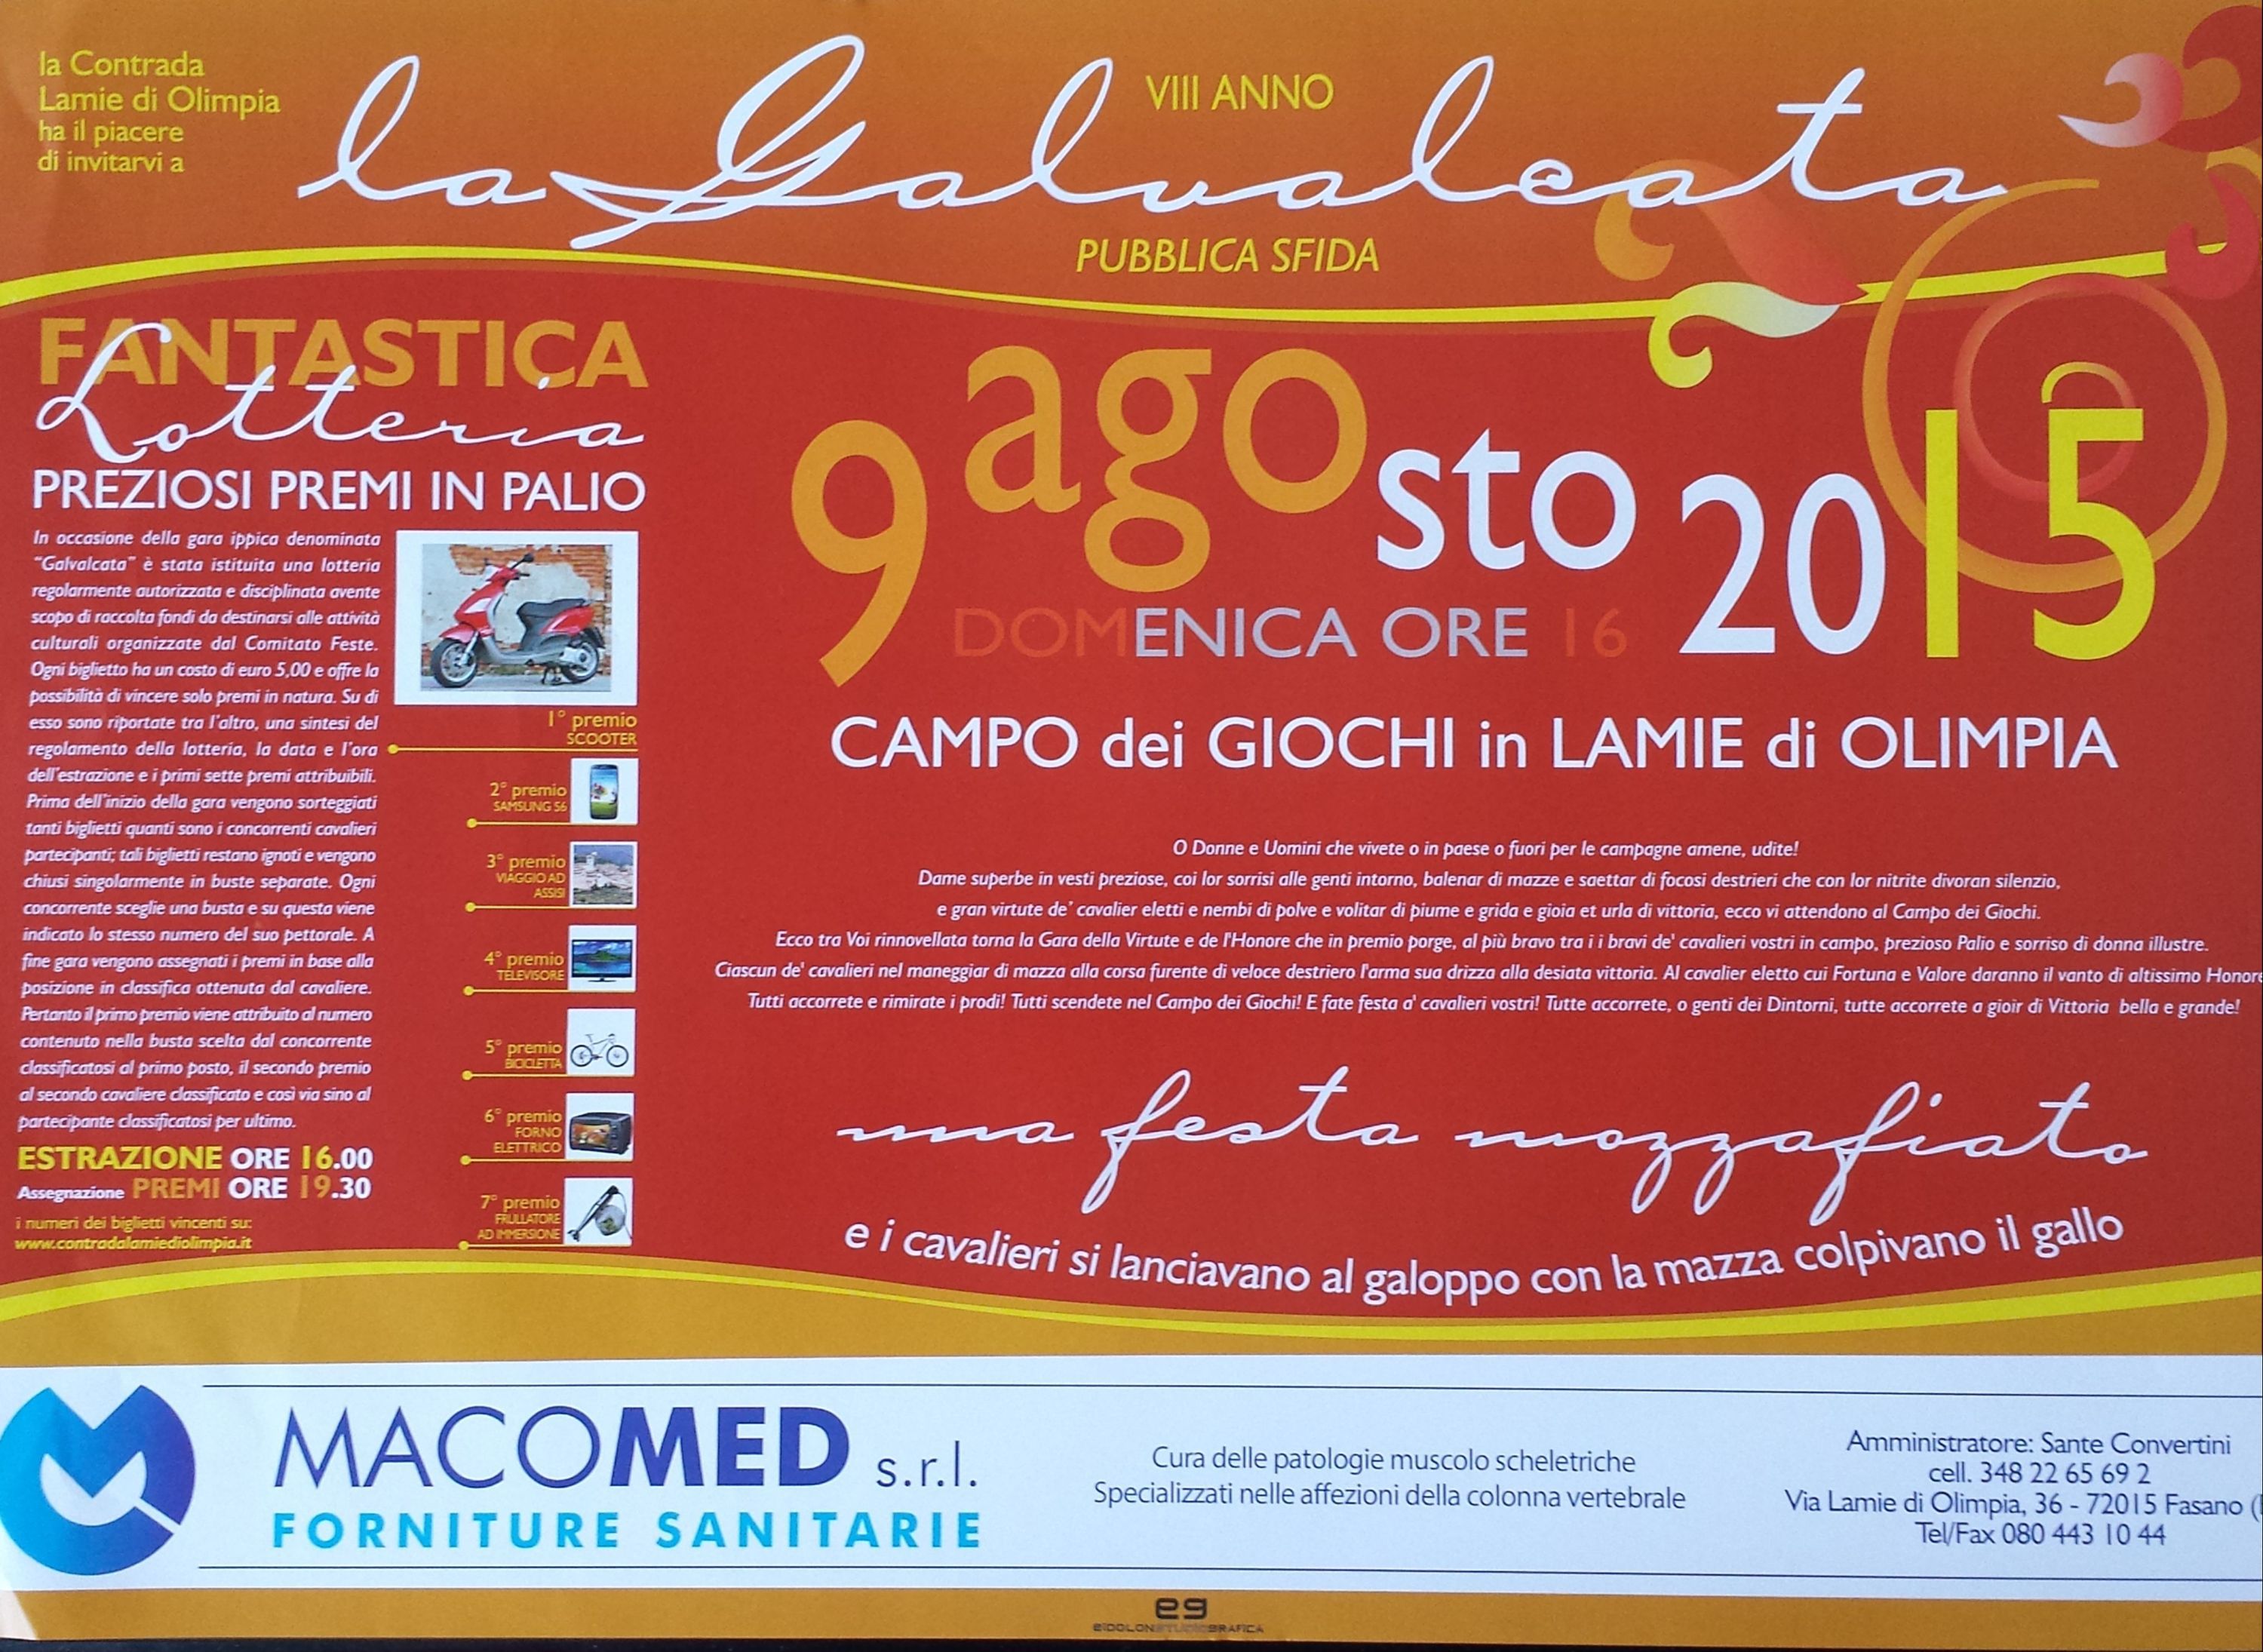 la Contrada
Lamie di Olimpia
ha il piacere
di invitarvi a
VIII ANNO
la Galvalcata
PUBBLICA SFIDA
FANTASTICA
Lotteria
PREZIOSI PREMI IN PALIO
In occasione della gara ippica denominata
"Galvalcata" è stata istituita una lotteria
regolarmente autorizzata e disciplinata avente
scopo di raccolta fondi da destinarsi alle attività
culturali organizzate dal Comitato Feste.
Ogni biglietto ha un costo di euro 5,00 e offre la
possibilità di vincere solo premi in natura. Su di
esso sono riportate tra l'altro, una sintesi del
regolamento della lotteria, la data e l'ora
dell'estrazione e i primi sette premi attribuibili.
Prima dell'inizio della gara vengono sorteggiati
tanti biglietti quanti sono i concorrenti cavalieri
partecipanti; tali biglietti restano ignoti e vengono
chiusi singolarmente in buste separate. Ogni
concorrente sceglie una busta e su questa viene
indicato lo stesso numero del suo pettorale. A
fine gara vengono assegnati i premi in base alla
posizione in classifica ottenuta dal cavaliere.
Pertanto il primo premio viene attribuito al numero
contenuto nella busta scelta dal concorrente
classificatosi al primo posto, il secondo premio
al secondo cavaliere classificato e così via sino al
partecipante classificatosi per ultimo.
ESTRAZIONE ORE 16.00
Assegnazione PREMI ORE 19.30
i numeri dei biglietti vincenti su:
www.contradalamiediolimpia.it
1° premio
SCOOTER
2° premio
SAMSUNG S6
3° premio
VIAGGIO AD
ASSISI
4° premio
TELEVISORE
5° premio
BICICLETTA
6° premio
FORNO
ELETTRICO
7° premio
FRULLATORE
AD IMMERSIONE
9 agosto 2015
DOMENICA ORE 16
CAMPO dei GIOCHI in LAMIE di OLIMPIA
O Donne e Uomini che vivete o in paese o fuori per le campagne amene, udite!
Dame superbe in vesti preziose, coi lor sorrisi alle genti intorno, balenar di mazze e saettar di focosi destrieri che con lor nitrite divoran silenzio,
e gran virtute de' cavalier eletti e nembi di polve e volitar di piume e grida e gioia et urla di vittoria, ecco vi attendono al Campo dei Giochi.
Ecco tra Voi rinnovellata torna la Gara della Virtute e de l'Honore che in premio porge, al più bravo tra i i bravi de' cavalieri vostri in campo, prezioso Palio e sorriso di donna illustre.
Ciascun de' cavalieri nel maneggiar di mazza alla corsa furente di veloce destriero l'arma sua drizza alla desiata vittoria. Al cavalier eletto cui Fortuna e Valore daranno il vanto di altissimo Honore
Tutti accorrete e rimirate i prodi! Tutti scendete nel Campo dei Giochi! E fate festa a' cavalieri vostri! Tutte accorrete, o genti dei Dintorni, tutte accorrete a gioir di Vittoria bella e grande!
una festa mozzafiato
e i cavalieri si lanciavano al galoppo con la mazza colpivano il gallo
MACOMED s.r.l.
FORNITURE SANITARIE
Cura delle patologie muscolo scheletriche
Specializzati nelle affezioni della colonna vertebrale
Amministratore: Sante Convertini
cell. 348 22 65 69 2
Via Lamie di Olimpia, 36 - 72015 Fasano (
Tel/Fax 080 443 10 44
eg
eIDOLONSTUDIOGRAFICA